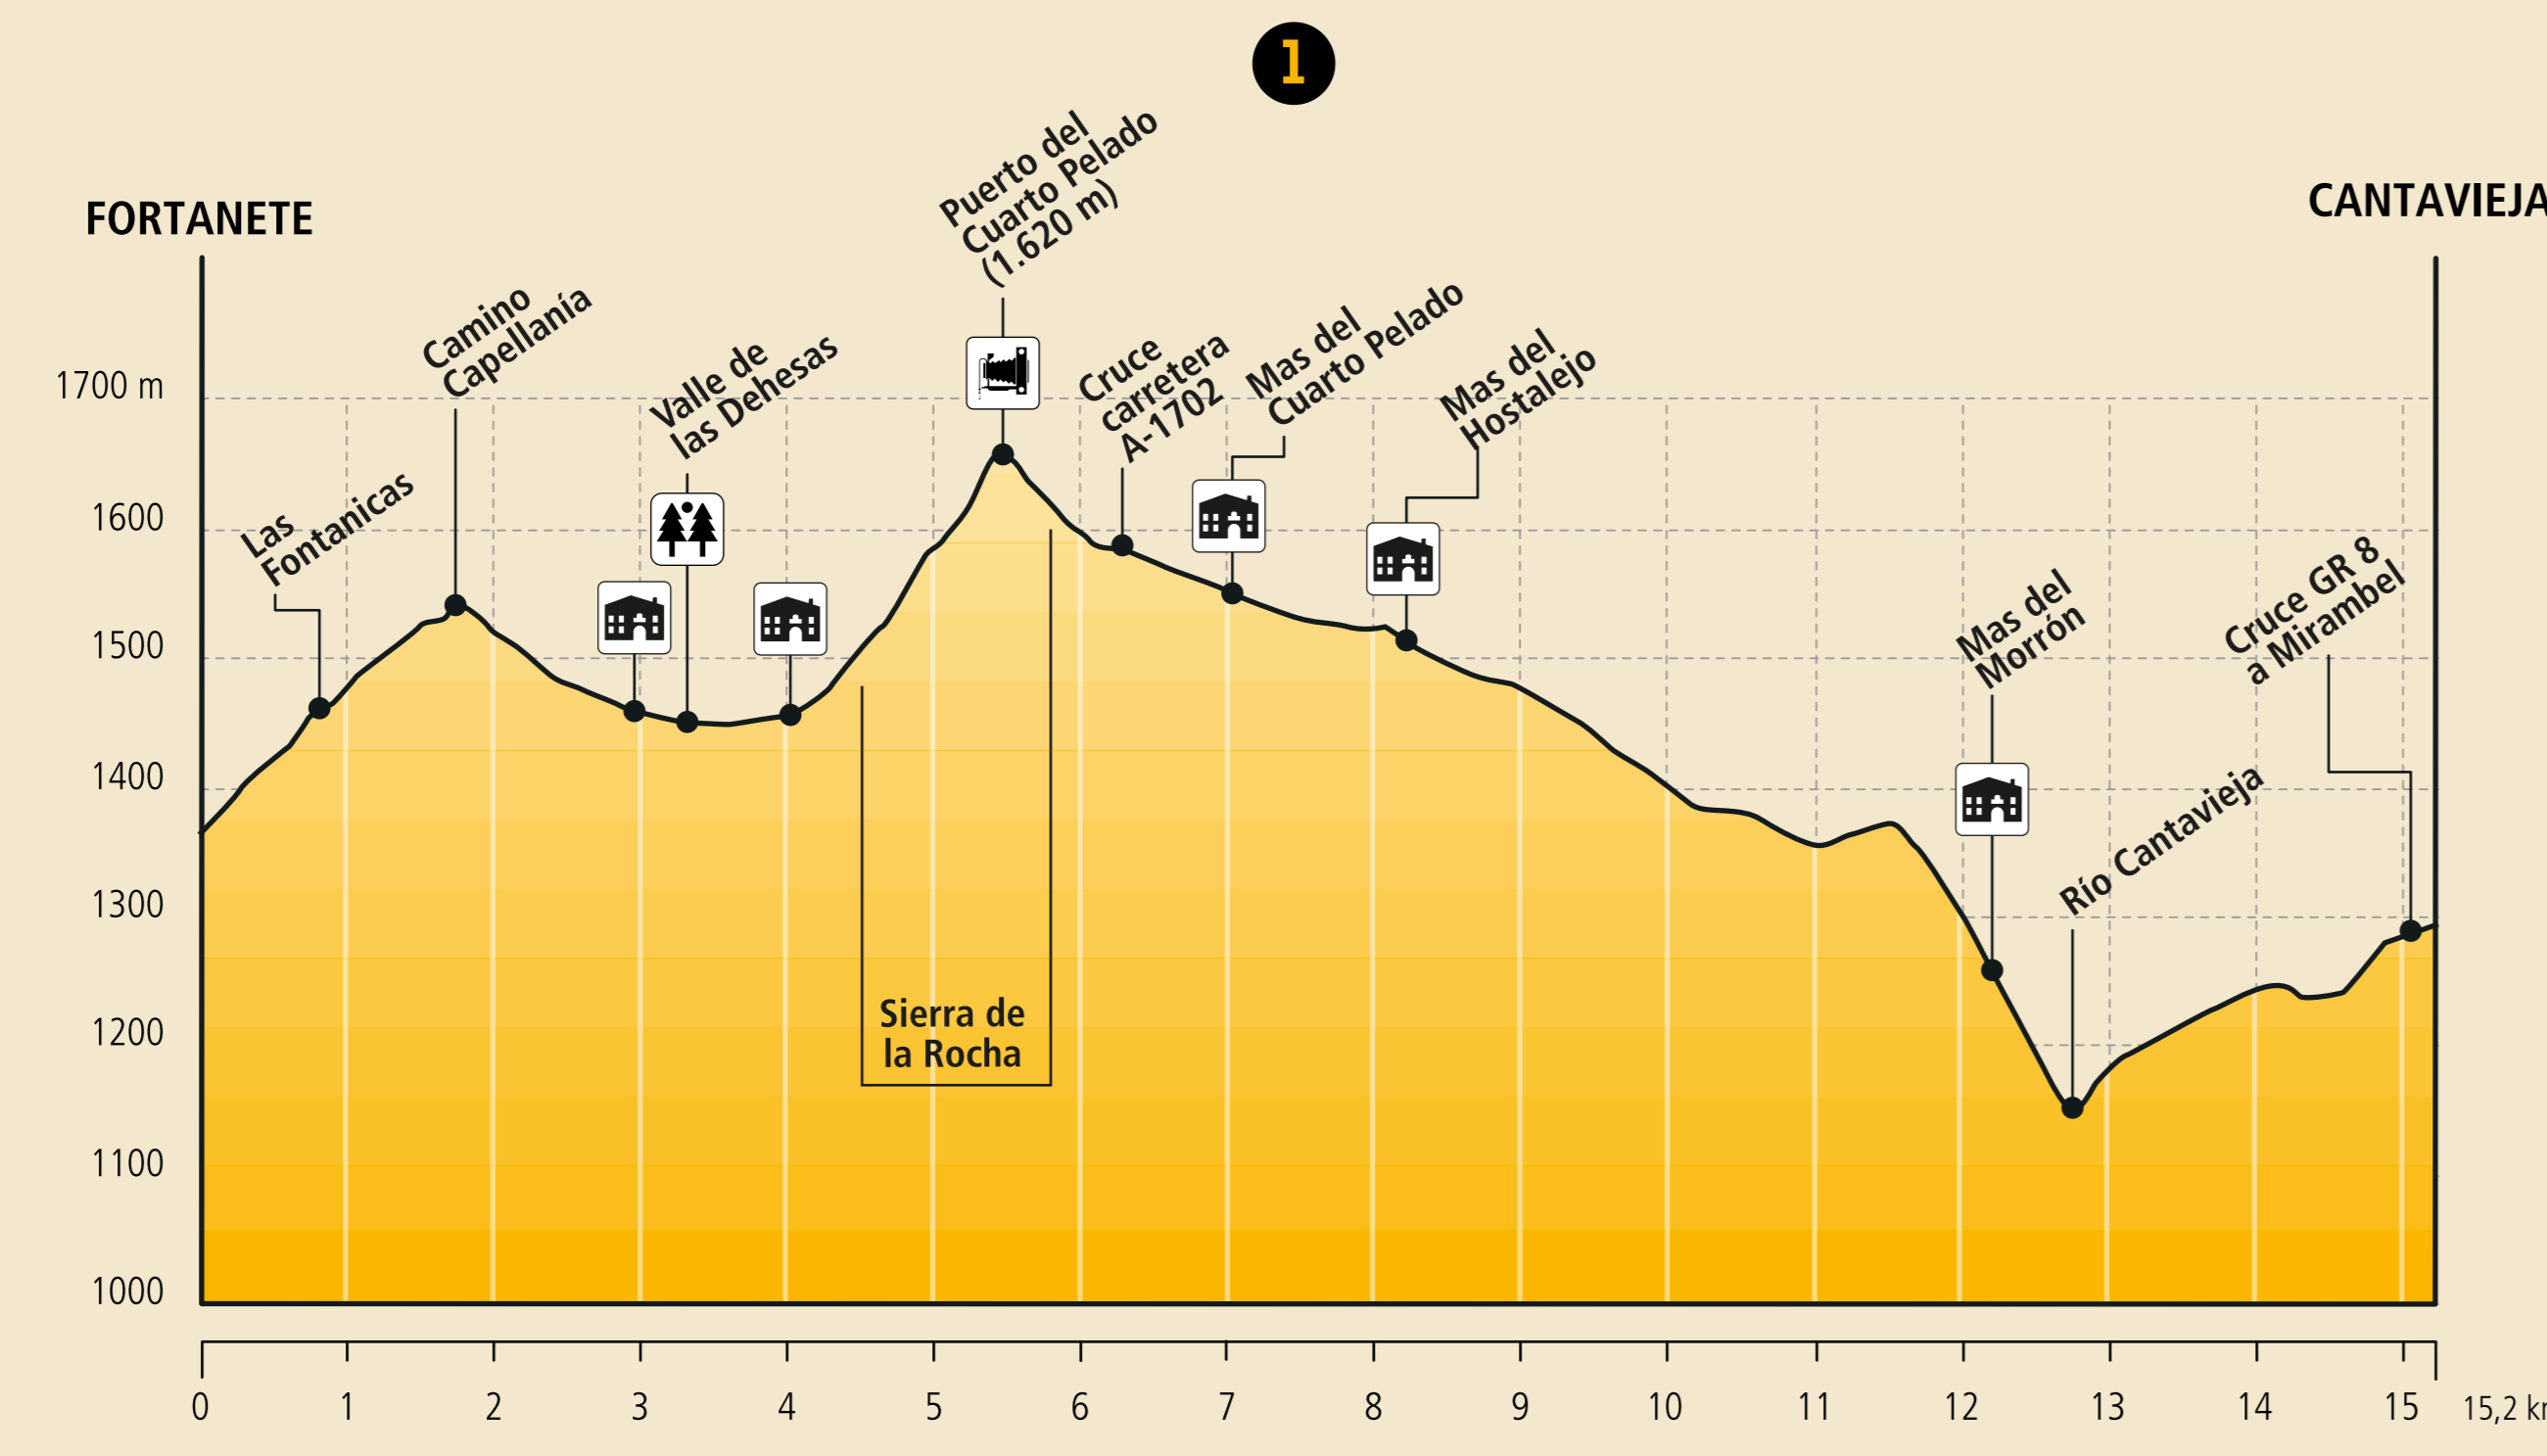 1
FORTANETE
CANTAVIEJA
Puerto del
Cuarto Pelado
(1.620 m)
Camino
Capellanía
Valle de
las Dehesas
Cruce
carretera
A-1702
Mas del
Cuarto Pelado
Mas del
Hostalejo
Las
Fontanicas
Mas del
Morrón
Río Cantavieja
Cruce GR 8
a Mirambel
Sierra de
la Rocha
1700 m
1600
1500
1400
1300
1200
1100
1000
0 1 2 3 4 5 6 7 8 9 10 11 12 13 14 15 15,2 km